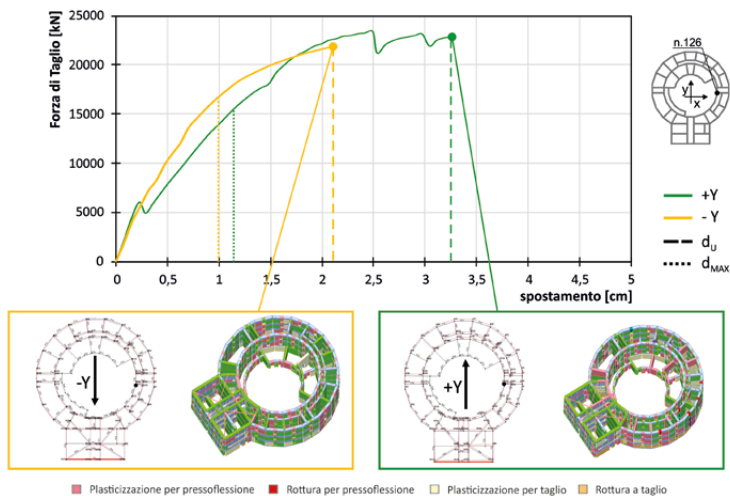 Forza di Taglio [kN]
25000
20000
15000
10000
5000
0
0 0,5 1 1,5 2 2,5 3 3,5 4 4,5 5
spostamento [cm]
n.126
y
x
+Y
- Y
dU
dMAX
-Y
+Y
Plasticizzazione per pressoflessione Rottura per pressoflessione Plasticizzazione per taglio Rottura a taglio